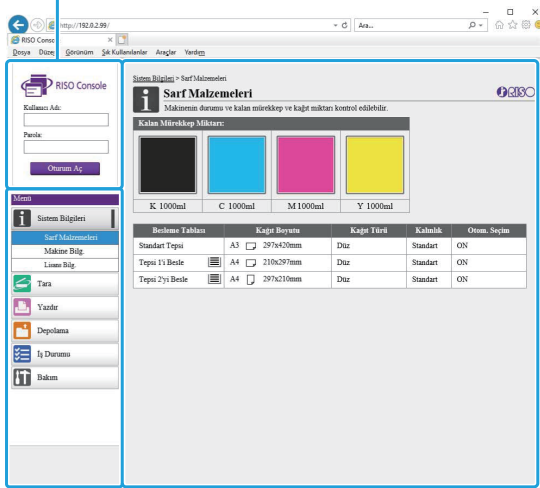 http://192.0.2.99/
Ara...
RISO Conso
Dosya Düze Görünüm Sık Kullanılanlar Araçlar Yardım
RISO Console
Kullanıcı Adı:
Parola:
Oturum Aç
Menü
Sistem Bilgileri
Sarf Malzemeleri
Makine Bilg.
Lisans Bilg.
Tara
Yazdır
Depolama
İş Durumu
Bakım
Sistem Bilgileri > Sarf Malzemeleri
Sarf Malzemeleri
RISO
Makinenin durumu ve kalan mürekkep ve kağıt miktarı kontrol edilebilir.
Kalan Mürekkep Miktarı:
K 1000ml C 1000ml M 1000ml Y 1000ml
Besleme Tablası Kağıt Boyutu Kağıt Türü Kalınlık Otom. Seçim
Standart Tepsi A3 297x420mm Düz Standart ON
Tepsi 1'i Besle A4 210x297mm Düz Standart ON
Tepsi 2'yi Besle A4 297x210mm Düz Standart ON